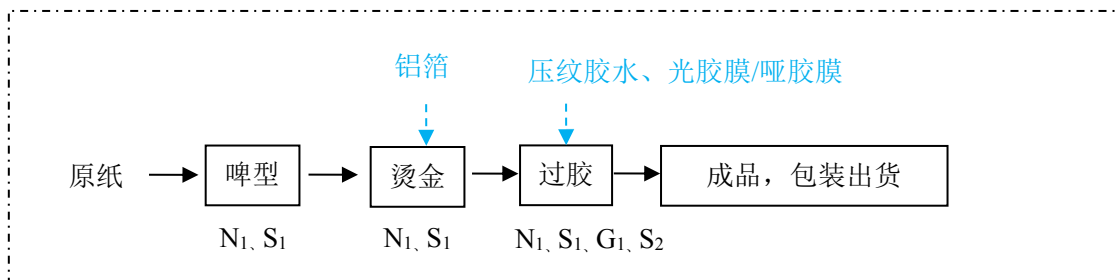 铝箔
压纹胶水、光胶膜/哑胶膜
原纸
啤型
烫金
过胶
成品，包装出货
N₁、S₁
N₁、S₁
N₁、S₁、G₁、S₂